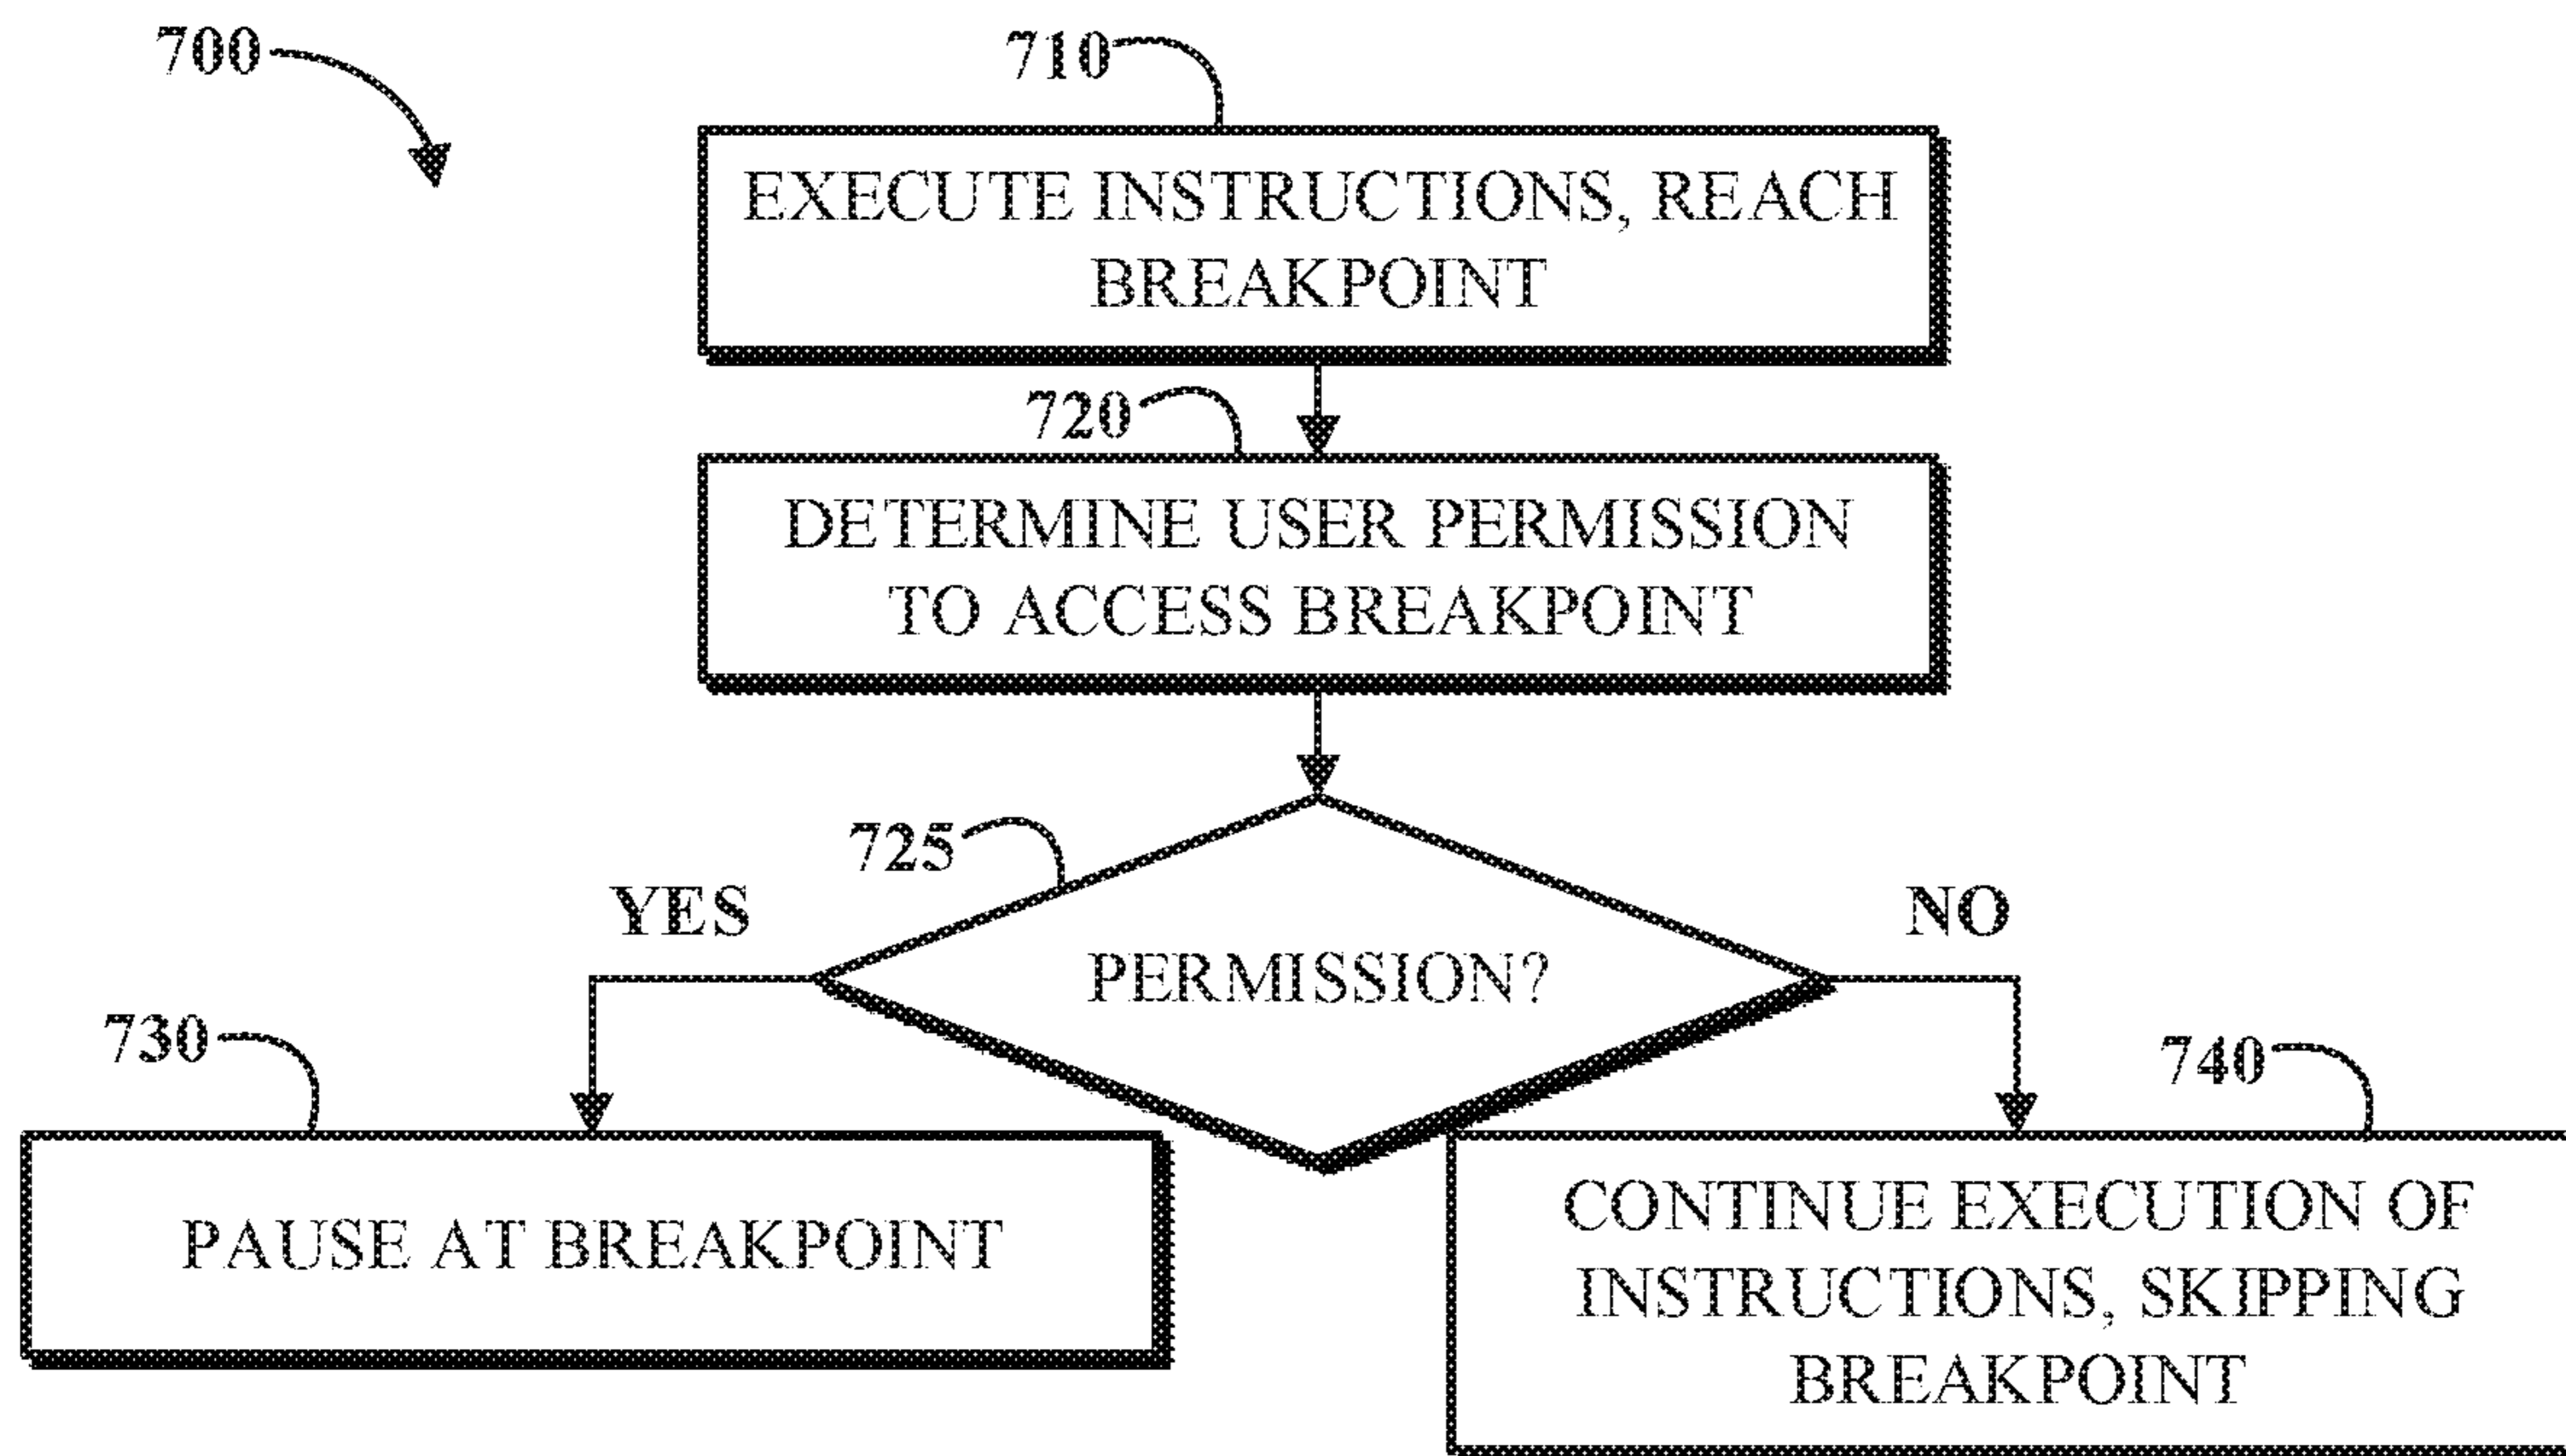 700
710
EXECUTE INSTRUCTIONS, REACH
BREAKPOINT
720
DETERMINE USER PERMISSION
TO ACCESS BREAKPOINT
725
YES
NO
PERMISSION?
730
740
PAUSE AT BREAKPOINT
CONTINUE EXECUTION OF
INSTRUCTIONS, SKIPPING
BREAKPOINT